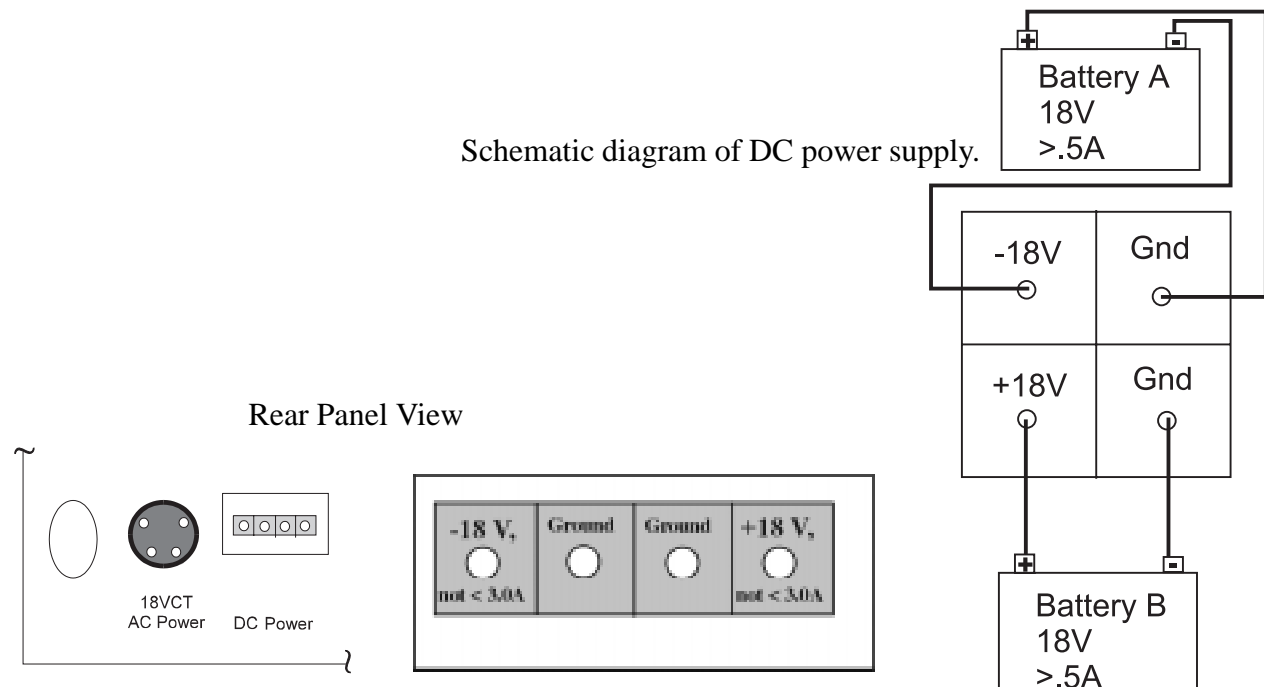 +
-
Battery A
18V
>.5A
Schematic diagram of DC power supply.
-18V
Gnd
+18V
Gnd
Rear Panel View
18VCT
AC Power
DC Power
-18 V,
not < 3.0A
Ground
Ground
+18 V,
not < 3.0A
+
-
Battery B
18V
>.5A